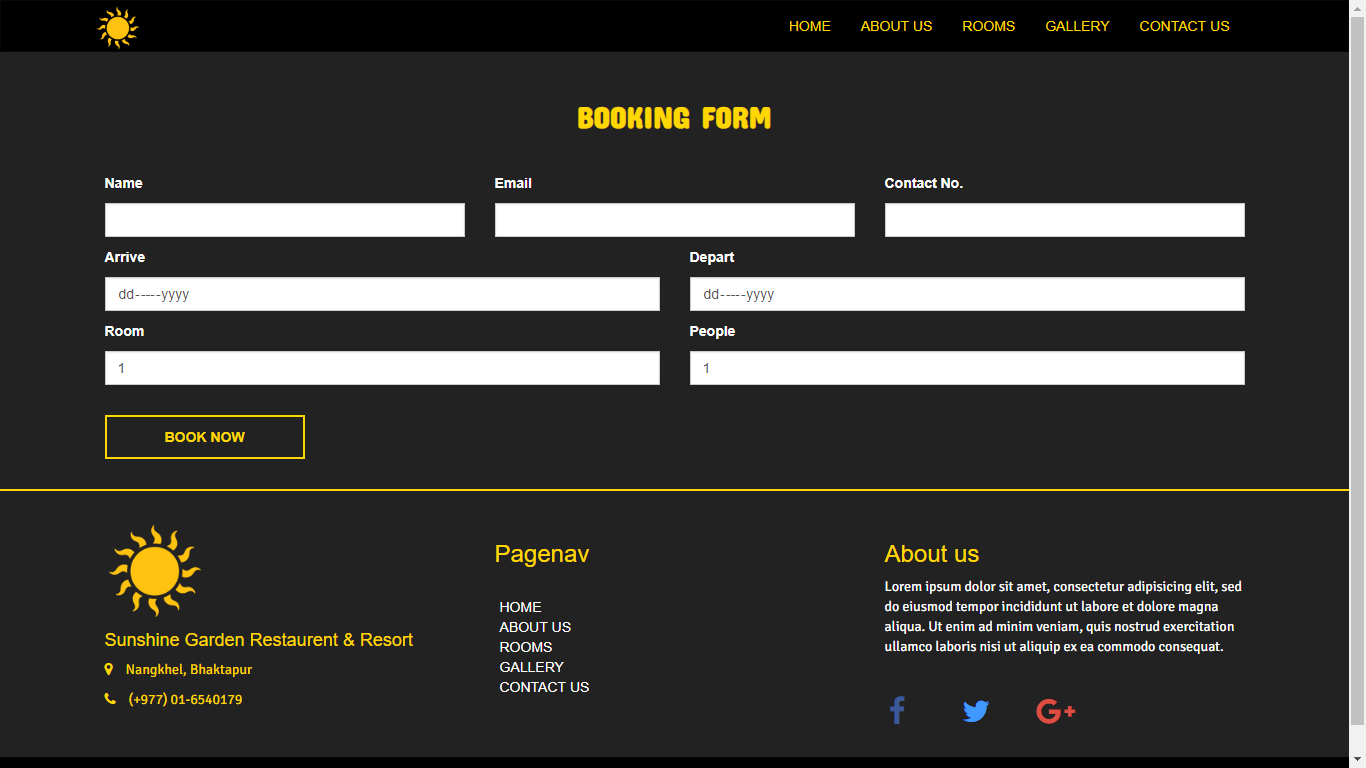 HOME ABOUT US ROOMS GALLERY CONTACT US
BOOKING FORM
Name Email Contact No.
Arrive Depart
dd-----yyyy dd-----yyyy
Room People
1 1
BOOK NOW
Sunshine Garden Restaurent & Resort
Nangkhel, Bhaktapur
(+977) 01-6540179
Pagenav
HOME
ABOUT US
ROOMS
GALLERY
CONTACT US
About us
Lorem ipsum dolor sit amet, consectetur adipisicing elit, sed
do eiusmod tempor incididunt ut labore et dolore magna
aliqua. Ut enim ad minim veniam, quis nostrud exercitation
ullamco laboris nisi ut aliquip ex ea commodo consequat.
G+